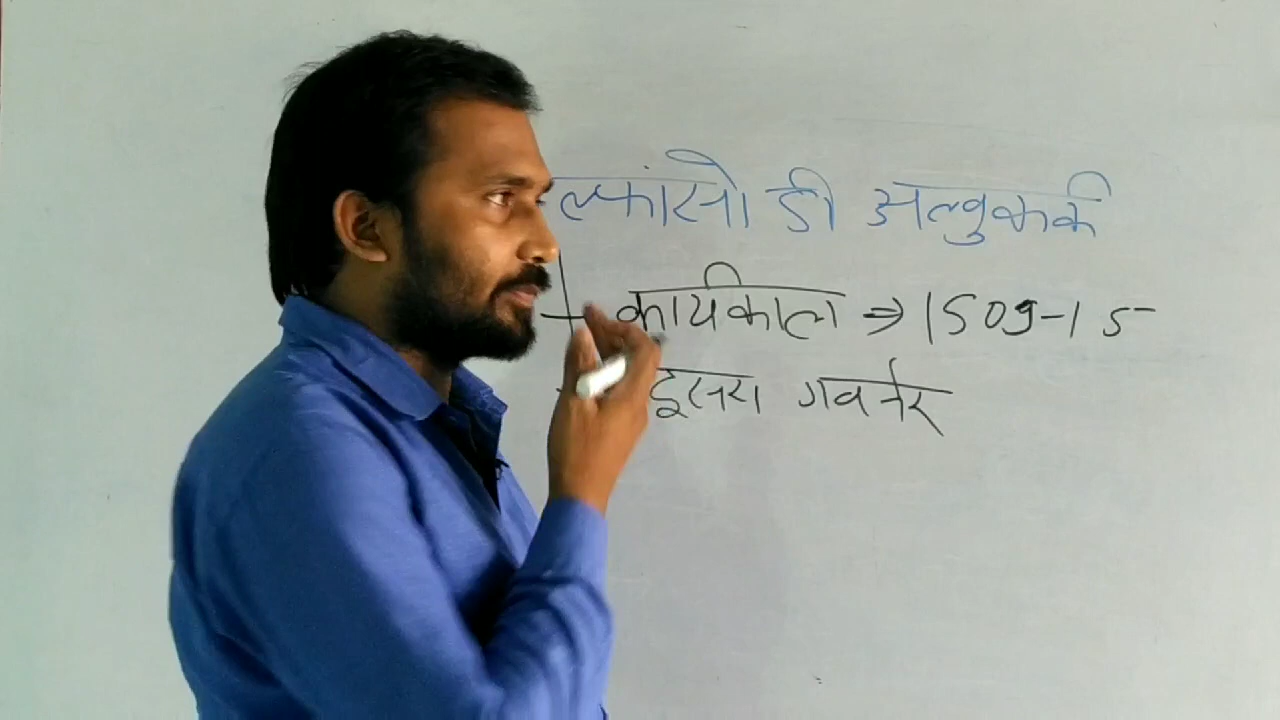 ल्फांसो डी अल्बुकर्क
कार्यकाल ⇒ 1509-15
दूसरा गवर्नर